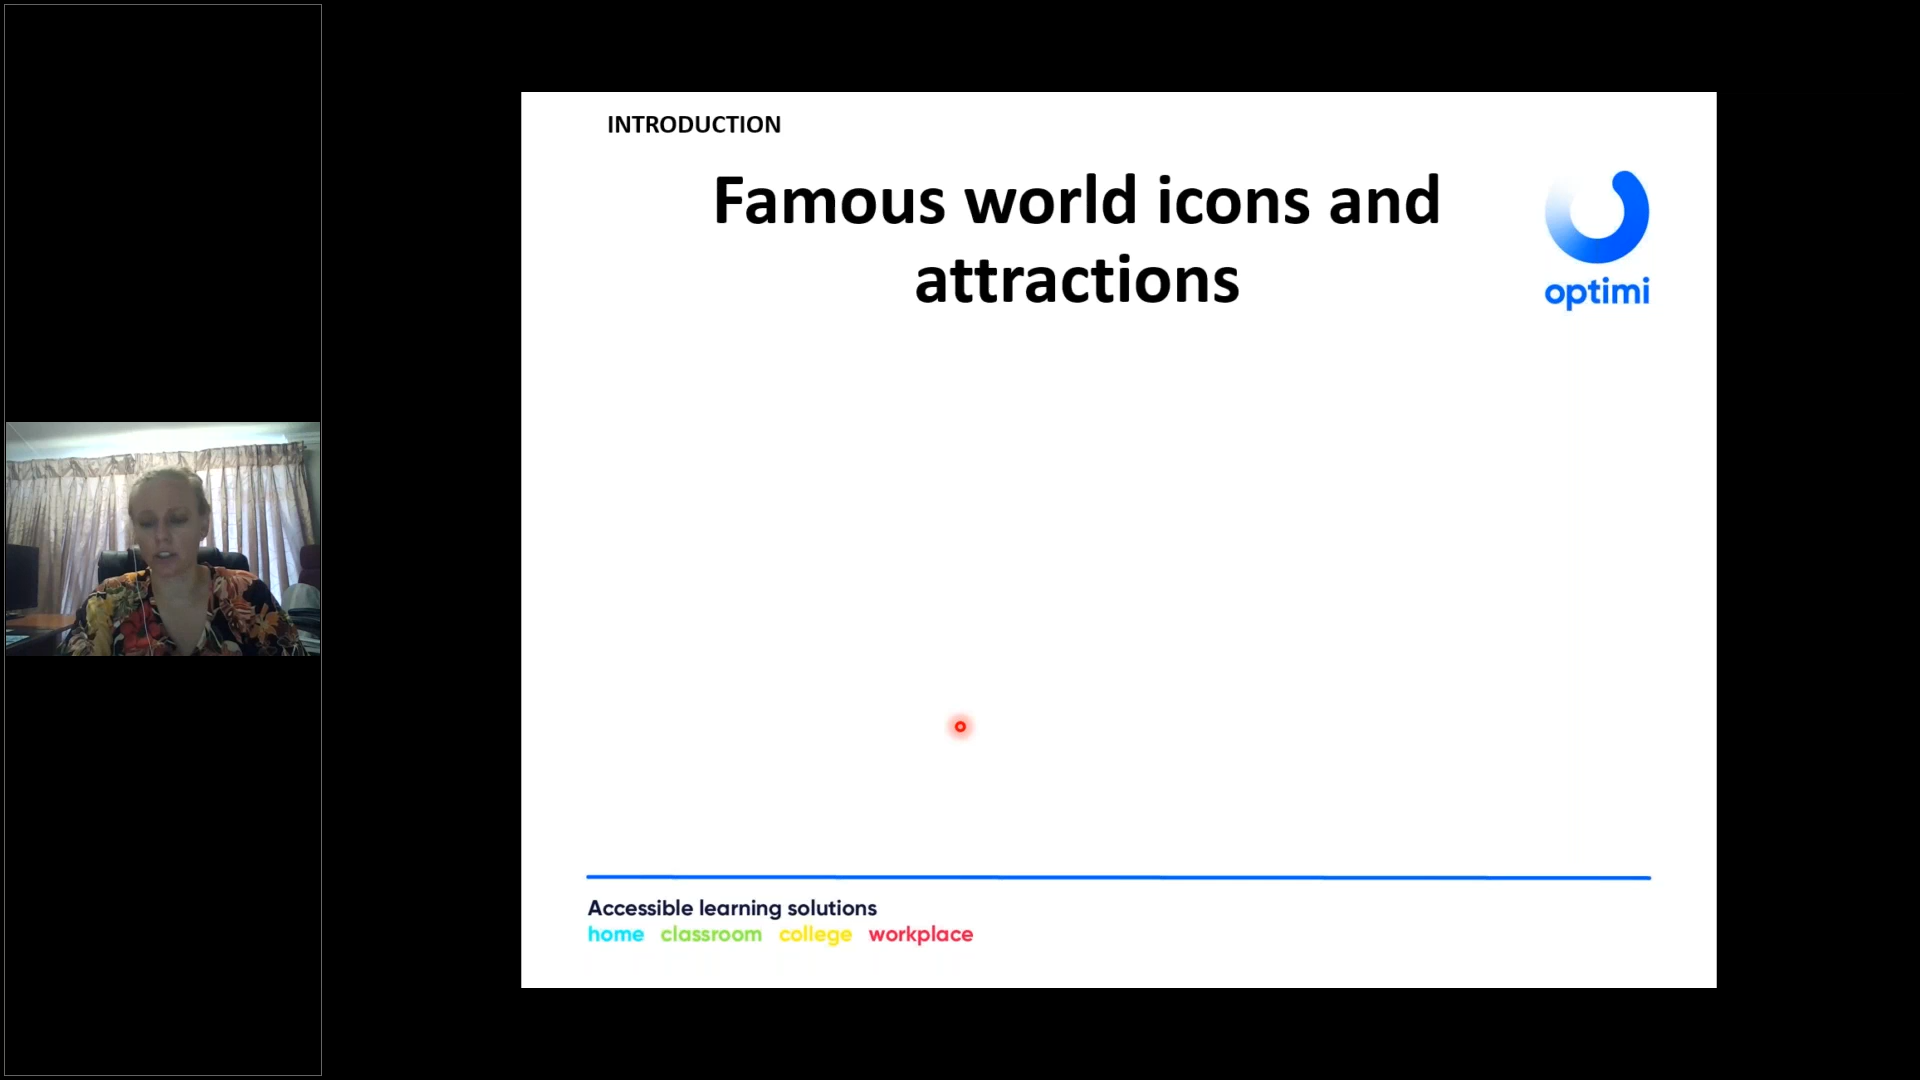 INTRODUCTION
Famous world icons and
attractions
optimi
Accessible learning solutions
home classroom college workplace